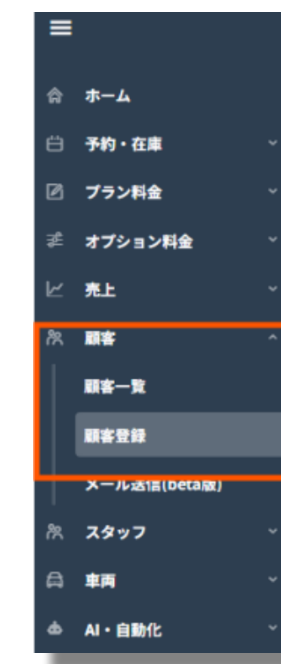 ホーム
予約・在庫
プラン料金
オプション料金
売上
顧客
顧客一覧
顧客登録
メール送信(beta版)
スタッフ
車両
AI・自動化